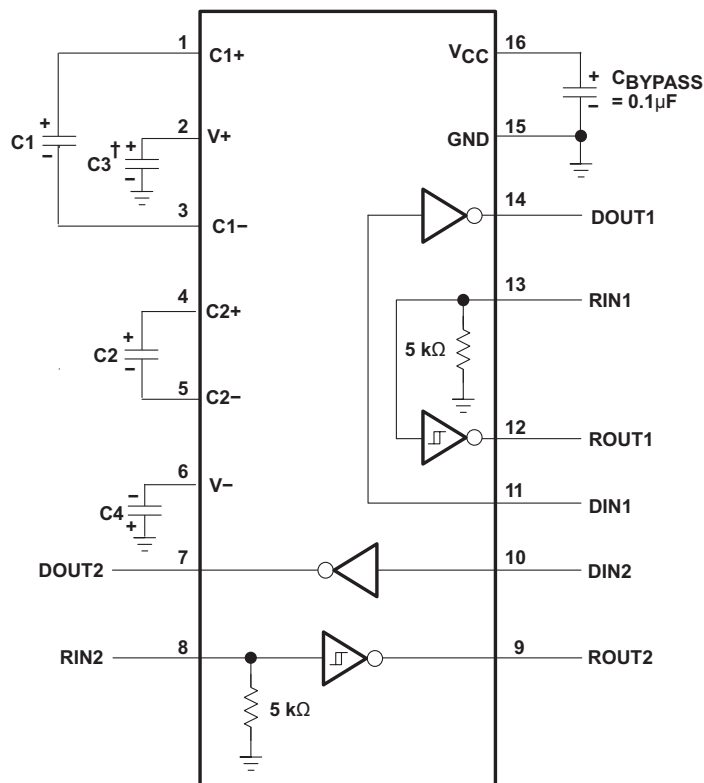 1 C1+ VCC 16
+ C1 −
+ CBYPASS
− = 0.1µF
2 V+
C3† + −
GND 15
3 C1−
14 DOUT1
4 C2+
13 RIN1
+ C2 −
5 kΩ
5 C2−
12 ROUT1
6 V−
− C4 +
11 DIN1
DOUT2 7
10 DIN2
RIN2 8
9 ROUT2
5 kΩ